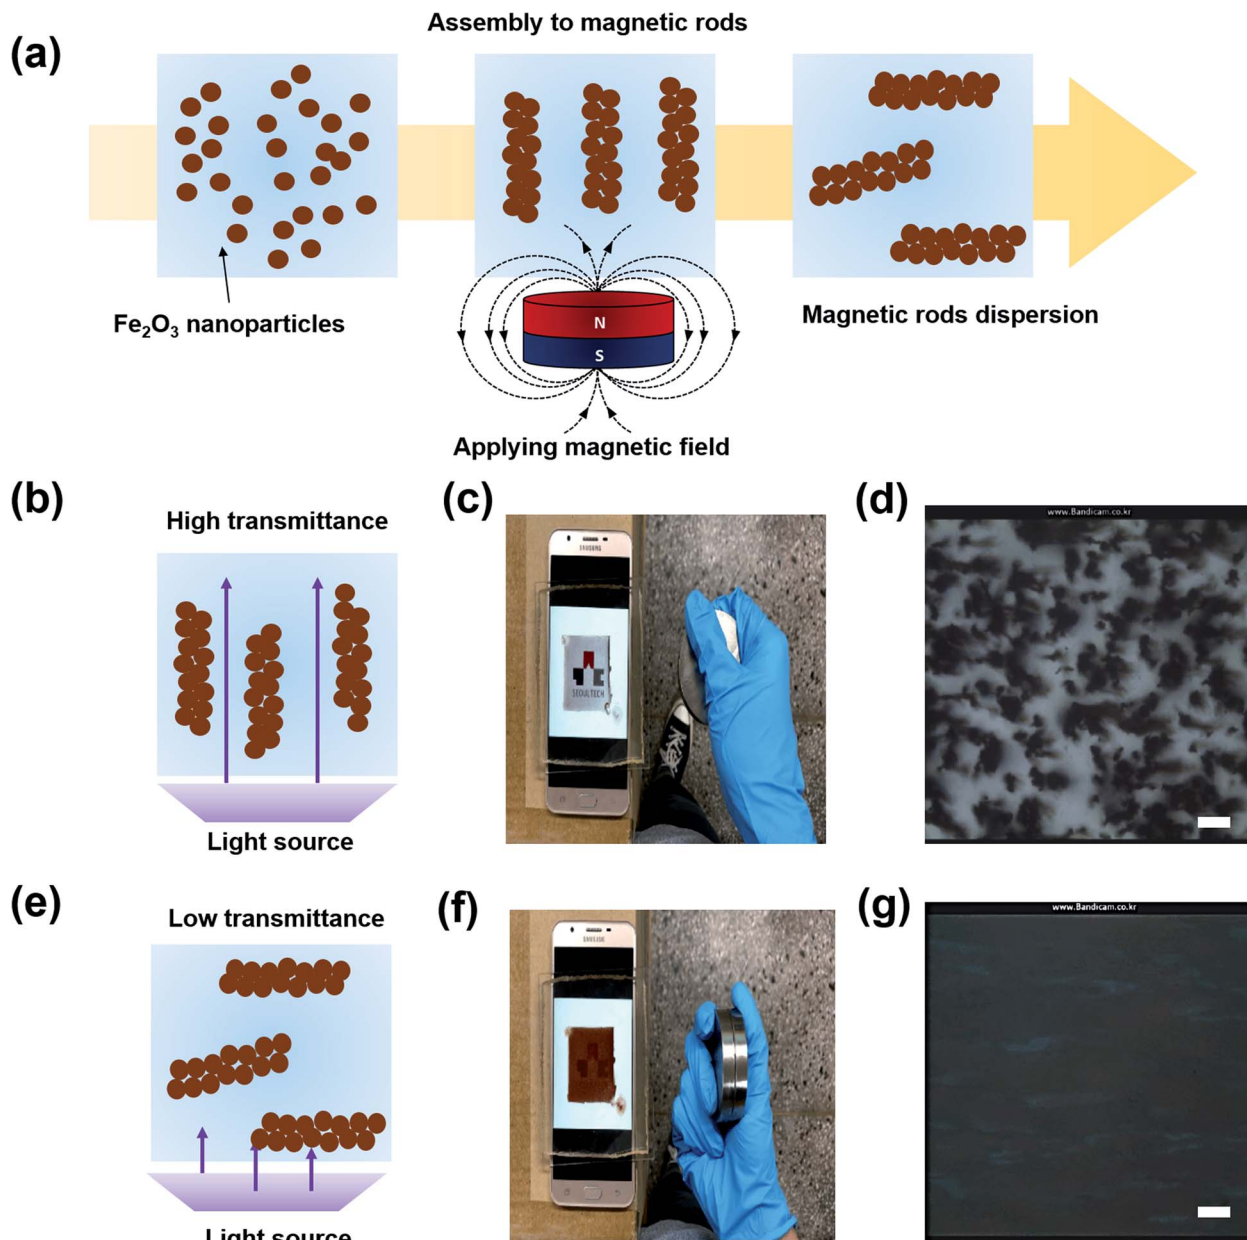 (a)
Assembly to magnetic rods
Fe₂O₃ nanoparticles
N
S
Applying magnetic field
Magnetic rods dispersion
(b)
High transmittance
Light source
(c)
SAMSUNG
SEOULTECH
(d)
www.Bandicam.co.kr
(e)
Low transmittance
Light source
(f)
SAMSUNG
(g)
www.Bandicam.co.kr